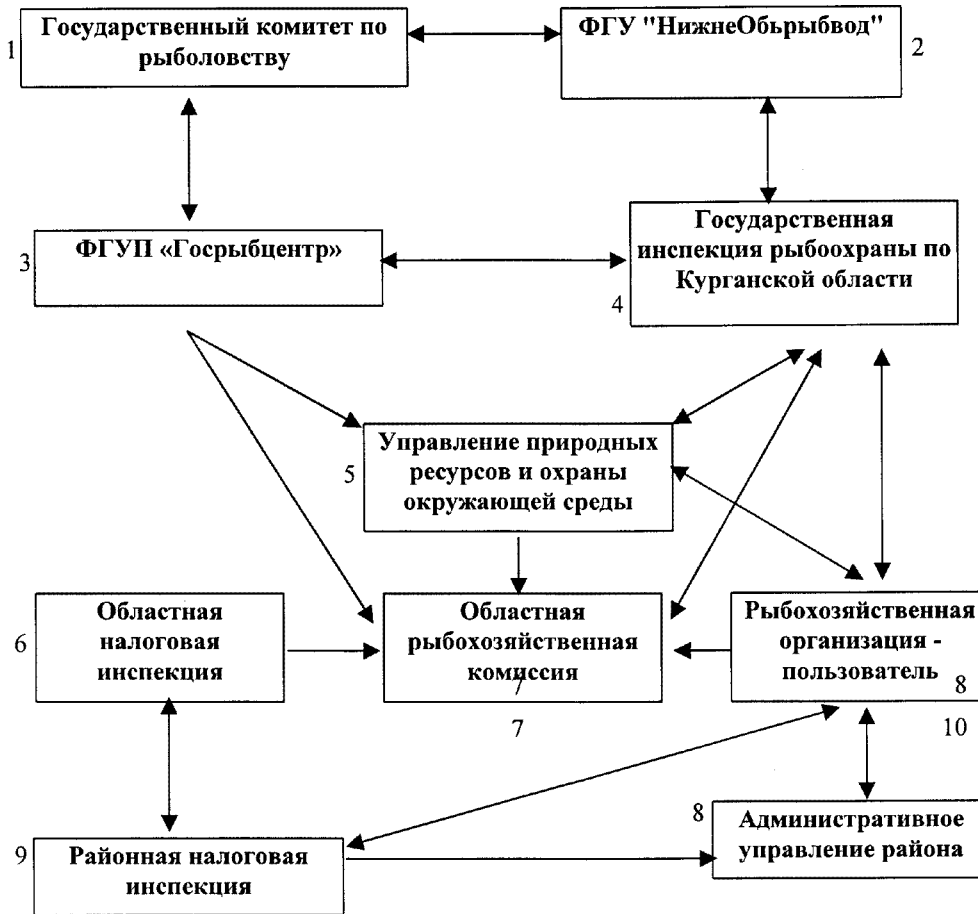 1
Государственный комитет по
рыболовству
ФГУ "НижнеОбьрыбвод"
2
3
ФГУП «Госрыбцентр»
Государственная
инспекция рыбоохраны по
Курганской области
4
5
Управление природных
ресурсов и охраны
окружающей среды
6
Областная
налоговая
инспекция
Областная
рыбохозяйственная
комиссия
7
7
Рыбохозяйственная
организация -
пользователь
8
10
9
Районная налоговая
инспекция
8
Административное
управление района